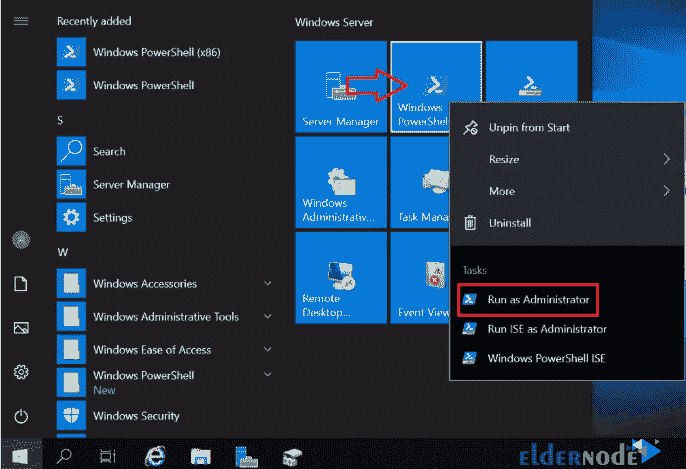 Recently added
Windows PowerShell (x86)
Windows PowerShell
S
Search
Server Manager
Settings
W
Windows Accessories
Windows Administrative Tools
Windows Ease of Access
Windows PowerShell
New
Windows Security
Windows Server
Server Manager
Windows
PowerShell
Windows
Administrativ...
Task Mana
Remote
Desktop...
Event View
Unpin from Start
Resize
More
Uninstall
Tasks
Run as Administrator
Run ISE as Administrator
Windows PowerShell ISE
eldernode